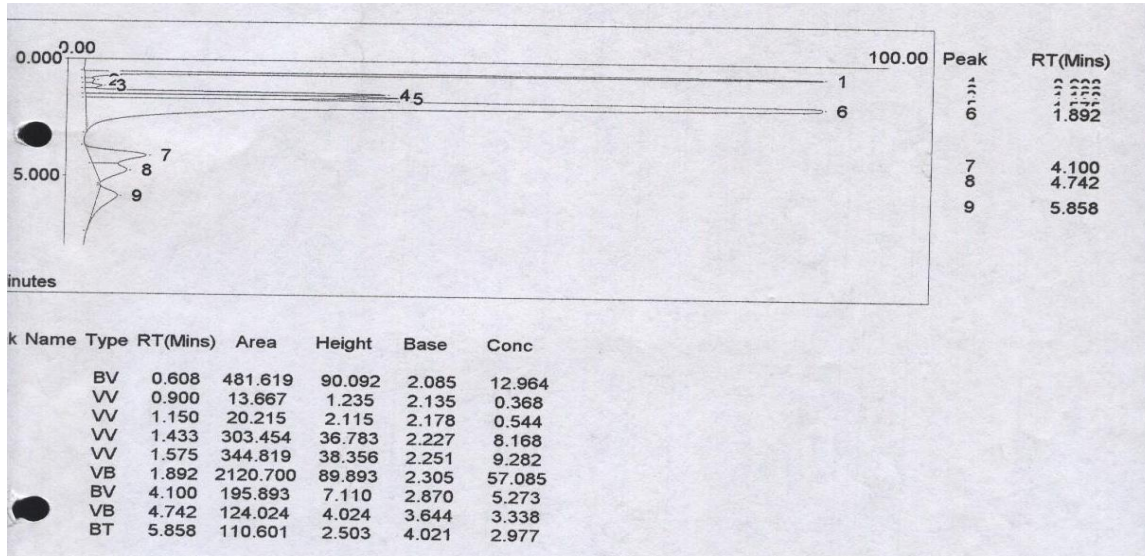 0.00
0.000
100.00
Peak RT(Mins)
1
2 3
4 5
6
6 1.892
7
7 4.100
8
8 4.742
5.000
9
9 5.858
inutes
k Name Type RT(Mins) Area Height Base Conc
BV 0.608 481.619 90.092 2.085 12.964
VV 0.900 13.667 1.235 2.135 0.368
VV 1.150 20.215 2.115 2.178 0.544
VV 1.433 303.454 36.783 2.227 8.168
VV 1.575 344.819 38.356 2.251 9.282
VB 1.892 2120.700 89.893 2.305 57.085
BV 4.100 195.893 7.110 2.870 5.273
VB 4.742 124.024 4.024 3.644 3.338
BT 5.858 110.601 2.503 4.021 2.977